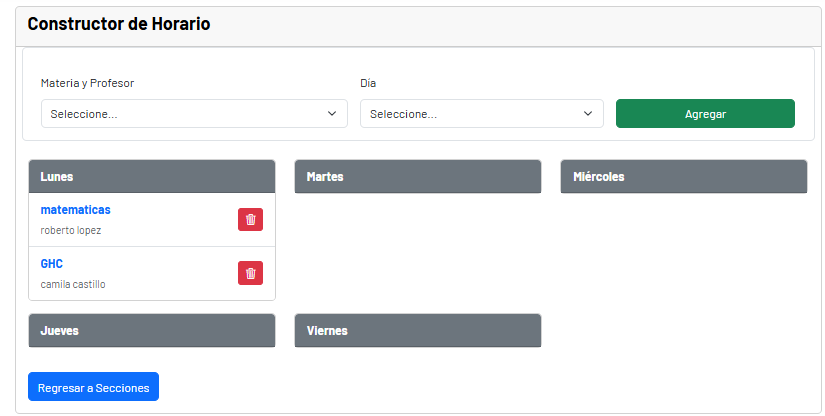 Constructor de Horario
Materia y Profesor
Día
Seleccione...
Seleccione...
Agregar
Lunes
Martes
Miércoles
matematicas
roberto lopez
GHC
camila castillo
Jueves
Viernes
Regresar a Secciones